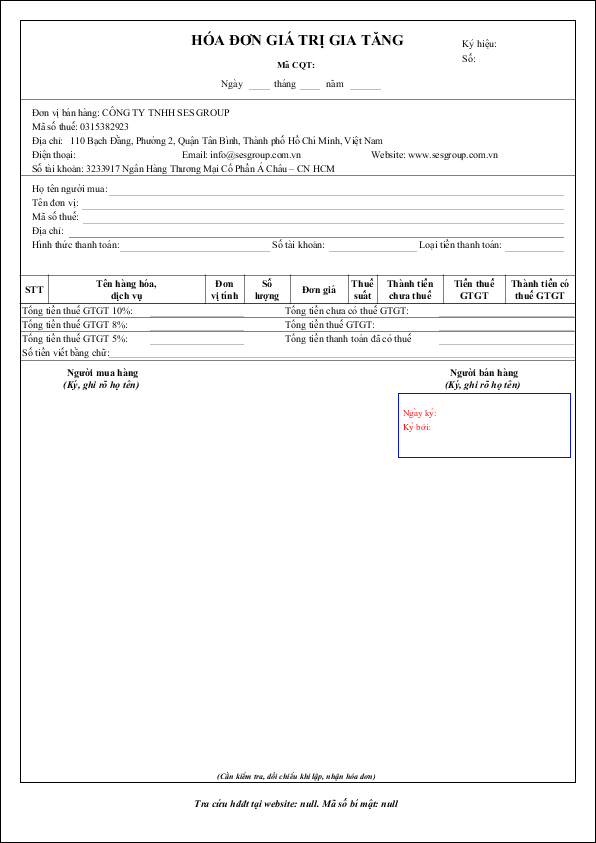 HÓA ĐƠN GIÁ TRỊ GIA TĂNG
Ký hiệu:
Số:
Mã CQT:
Ngày ____ tháng ____ năm ______
Đơn vị bán hàng: CÔNG TY TNHH SES GROUP
Mã số thuế: 0315382923
Địa chỉ: 110 Bạch Đằng, Phường 2, Quận Tân Bình, Thành phố Hồ Chí Minh, Việt Nam
Điện thoại: Email: info@sesgroup.com.vn Website: www.sesgroup.com.vn
Số tài khoản: 3233917 Ngân Hàng Thương Mại Cổ Phần Á Châu – CN HCM
Họ tên người mua:
Tên đơn vị:
Mã số thuế:
Địa chỉ:
Hình thức thanh toán: Số tài khoản: Loại tiền thanh toán:
STT Tên hàng hóa, dịch vụ Đơn vị tính Số lượng Đơn giá Thuế suất Thành tiền chưa thuế Tiền thuế GTGT Thành tiền có thuế GTGT
Tổng tiền thuế GTGT 10%: Tổng tiền chưa có thuế GTGT:
Tổng tiền thuế GTGT 8%: Tổng tiền thuế GTGT:
Tổng tiền thuế GTGT 5%: Tổng tiền thanh toán đã có thuế
Số tiền viết bằng chữ:
Người mua hàng Người bán hàng
(Ký, ghi rõ họ tên) (Ký, ghi rõ họ tên)
Ngày ký:
Ký bởi:
(Cần kiểm tra, đối chiếu khi lập, nhận hóa đơn)
Tra cứu hđđt tại website: null. Mã số bí mật: null